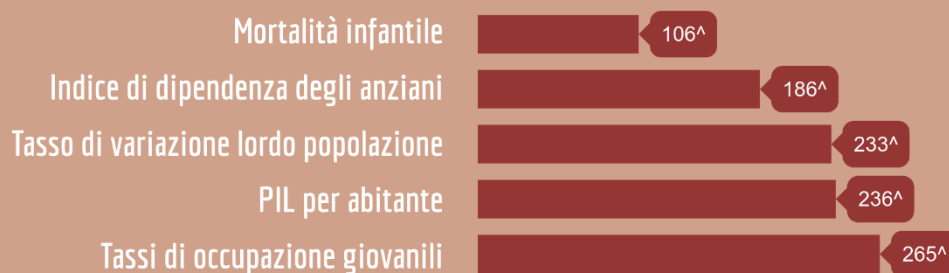 Mortalità infantile 106^
Indice di dipendenza degli anziani 186^
Tasso di variazione lordo popolazione 233^
PIL per abitante 236^
Tassi di occupazione giovanili 265^